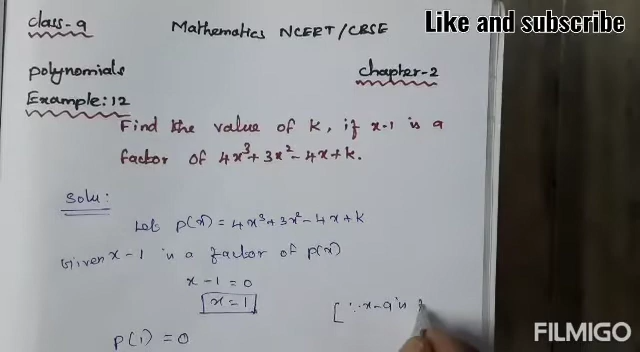 Like and subscribe
class-9 Mathematics NCERT/CBSE
polynomials chapter-2
Example:12
Find the value of k, if x-1 is a
factor of 4x³+3x²-4x+k.
Solu:
Let p(x)=4x³+3x²-4x+k
Given x-1 is a factor of p(x)
x-1=0
x=1
[∵x-a is
p(1)=0
FILMIGO